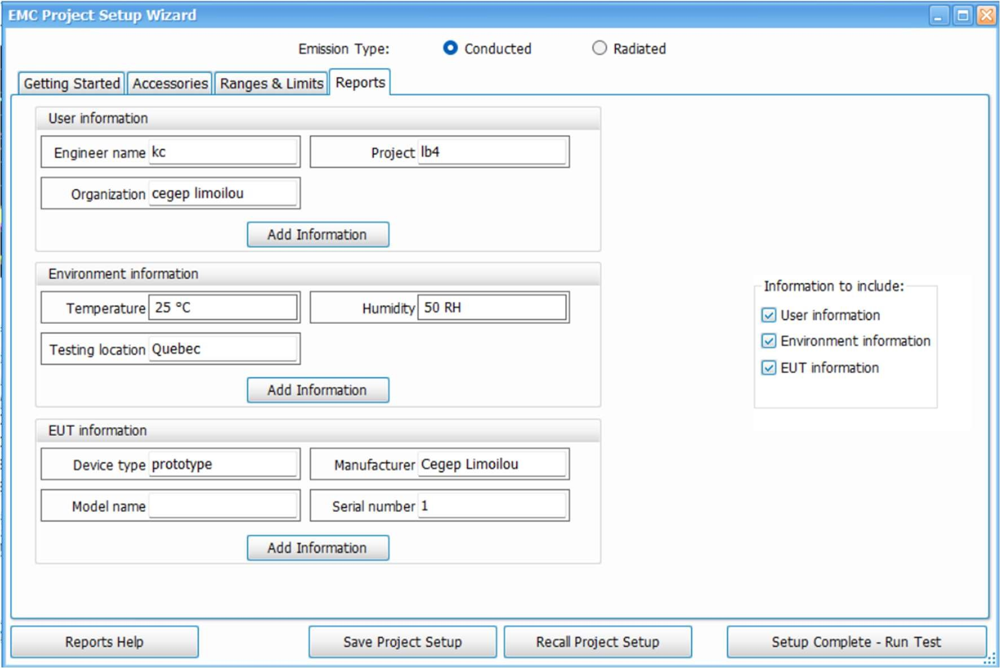 EMC Project Setup Wizard
Emission Type: Conducted Radiated
Getting Started Accessories Ranges & Limits Reports
User information
Engineer name kc Project lb4
Organization cegep limoilou
Add Information
Environment information
Temperature 25 °C Humidity 50 RH
Testing location Quebec
Add Information
EUT information
Device type prototype Manufacturer Cegep Limoilou
Model name Serial number 1
Add Information
Information to include:
User information
Environment information
EUT information
Reports Help Save Project Setup Recall Project Setup Setup Complete - Run Test